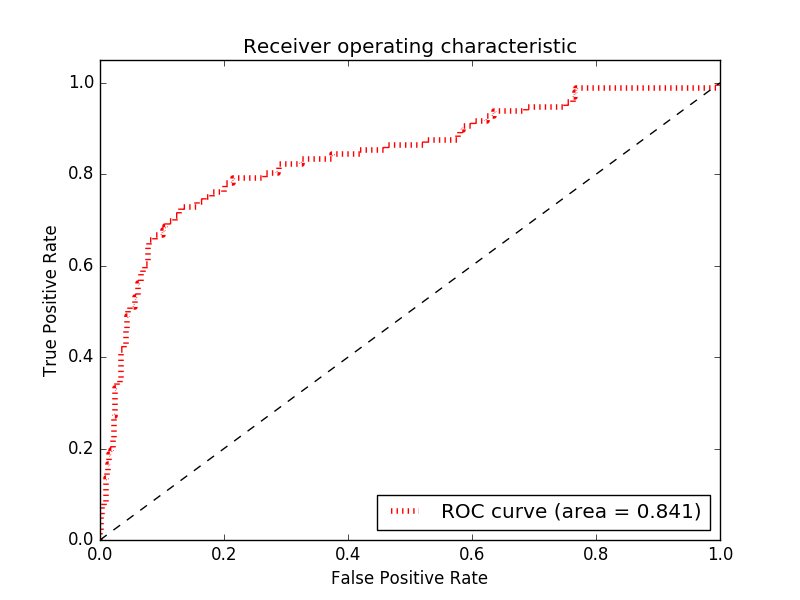 Receiver operating characteristic
1.0
0.8
0.6
0.4
0.2
0.0
True Positive Rate
ROC curve (area = 0.841)
0.0 0.2 0.4 0.6 0.8 1.0
False Positive Rate